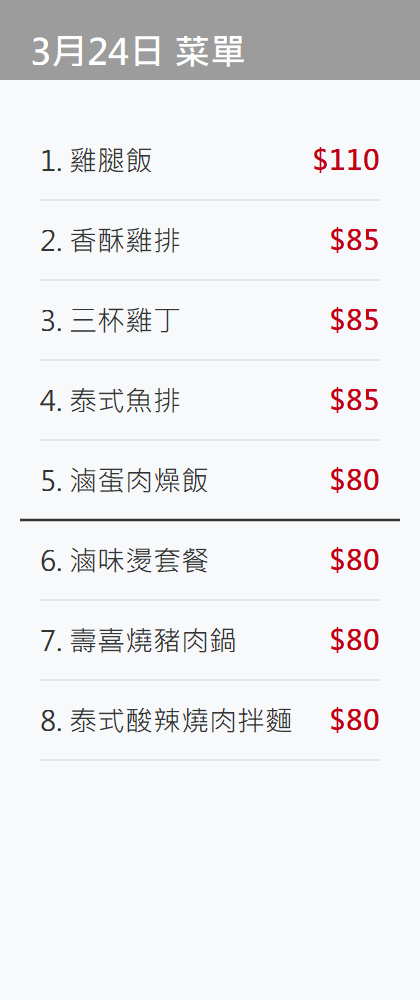 3月24日 菜單
1. 雞腿飯 $110
2. 香酥雞排 $85
3. 三杯雞丁 $85
4. 泰式魚排 $85
5. 滷蛋肉燥飯 $80
6. 滷味燙套餐 $80
7. 壽喜燒豬肉鍋 $80
8. 泰式酸辣燒肉拌麵 $80